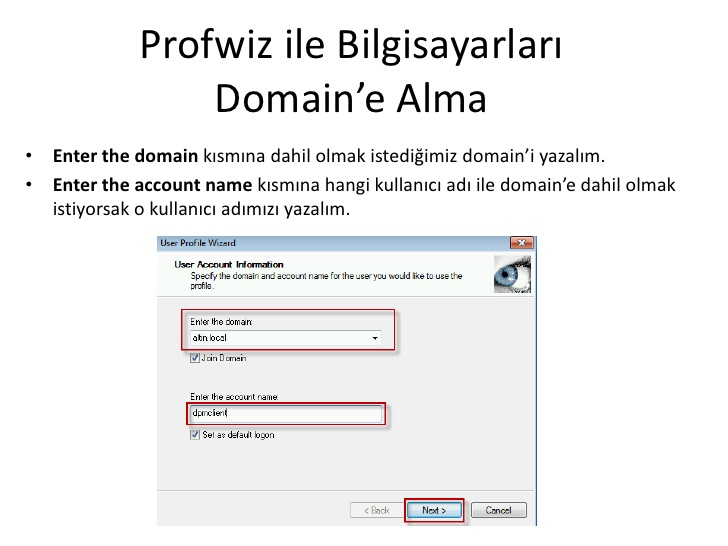 Profwiz ile Bilgisayarları
Domain’e Alma
• Enter the domain kısmına dahil olmak istediğimiz domain’i yazalım.
• Enter the account name kısmına hangi kullanıcı adı ile domain’e dahil olmak
istiyorsak o kullanıcı adımızı yazalım.
User Profile Wizard
User Account Information
Specify the domain and account name for the user you would like to use the
profile.
Enter the domain:
altin.local
Join Domain
Enter the account name:
dpmclient
Set as default logon
< Back
Next >
Cancel